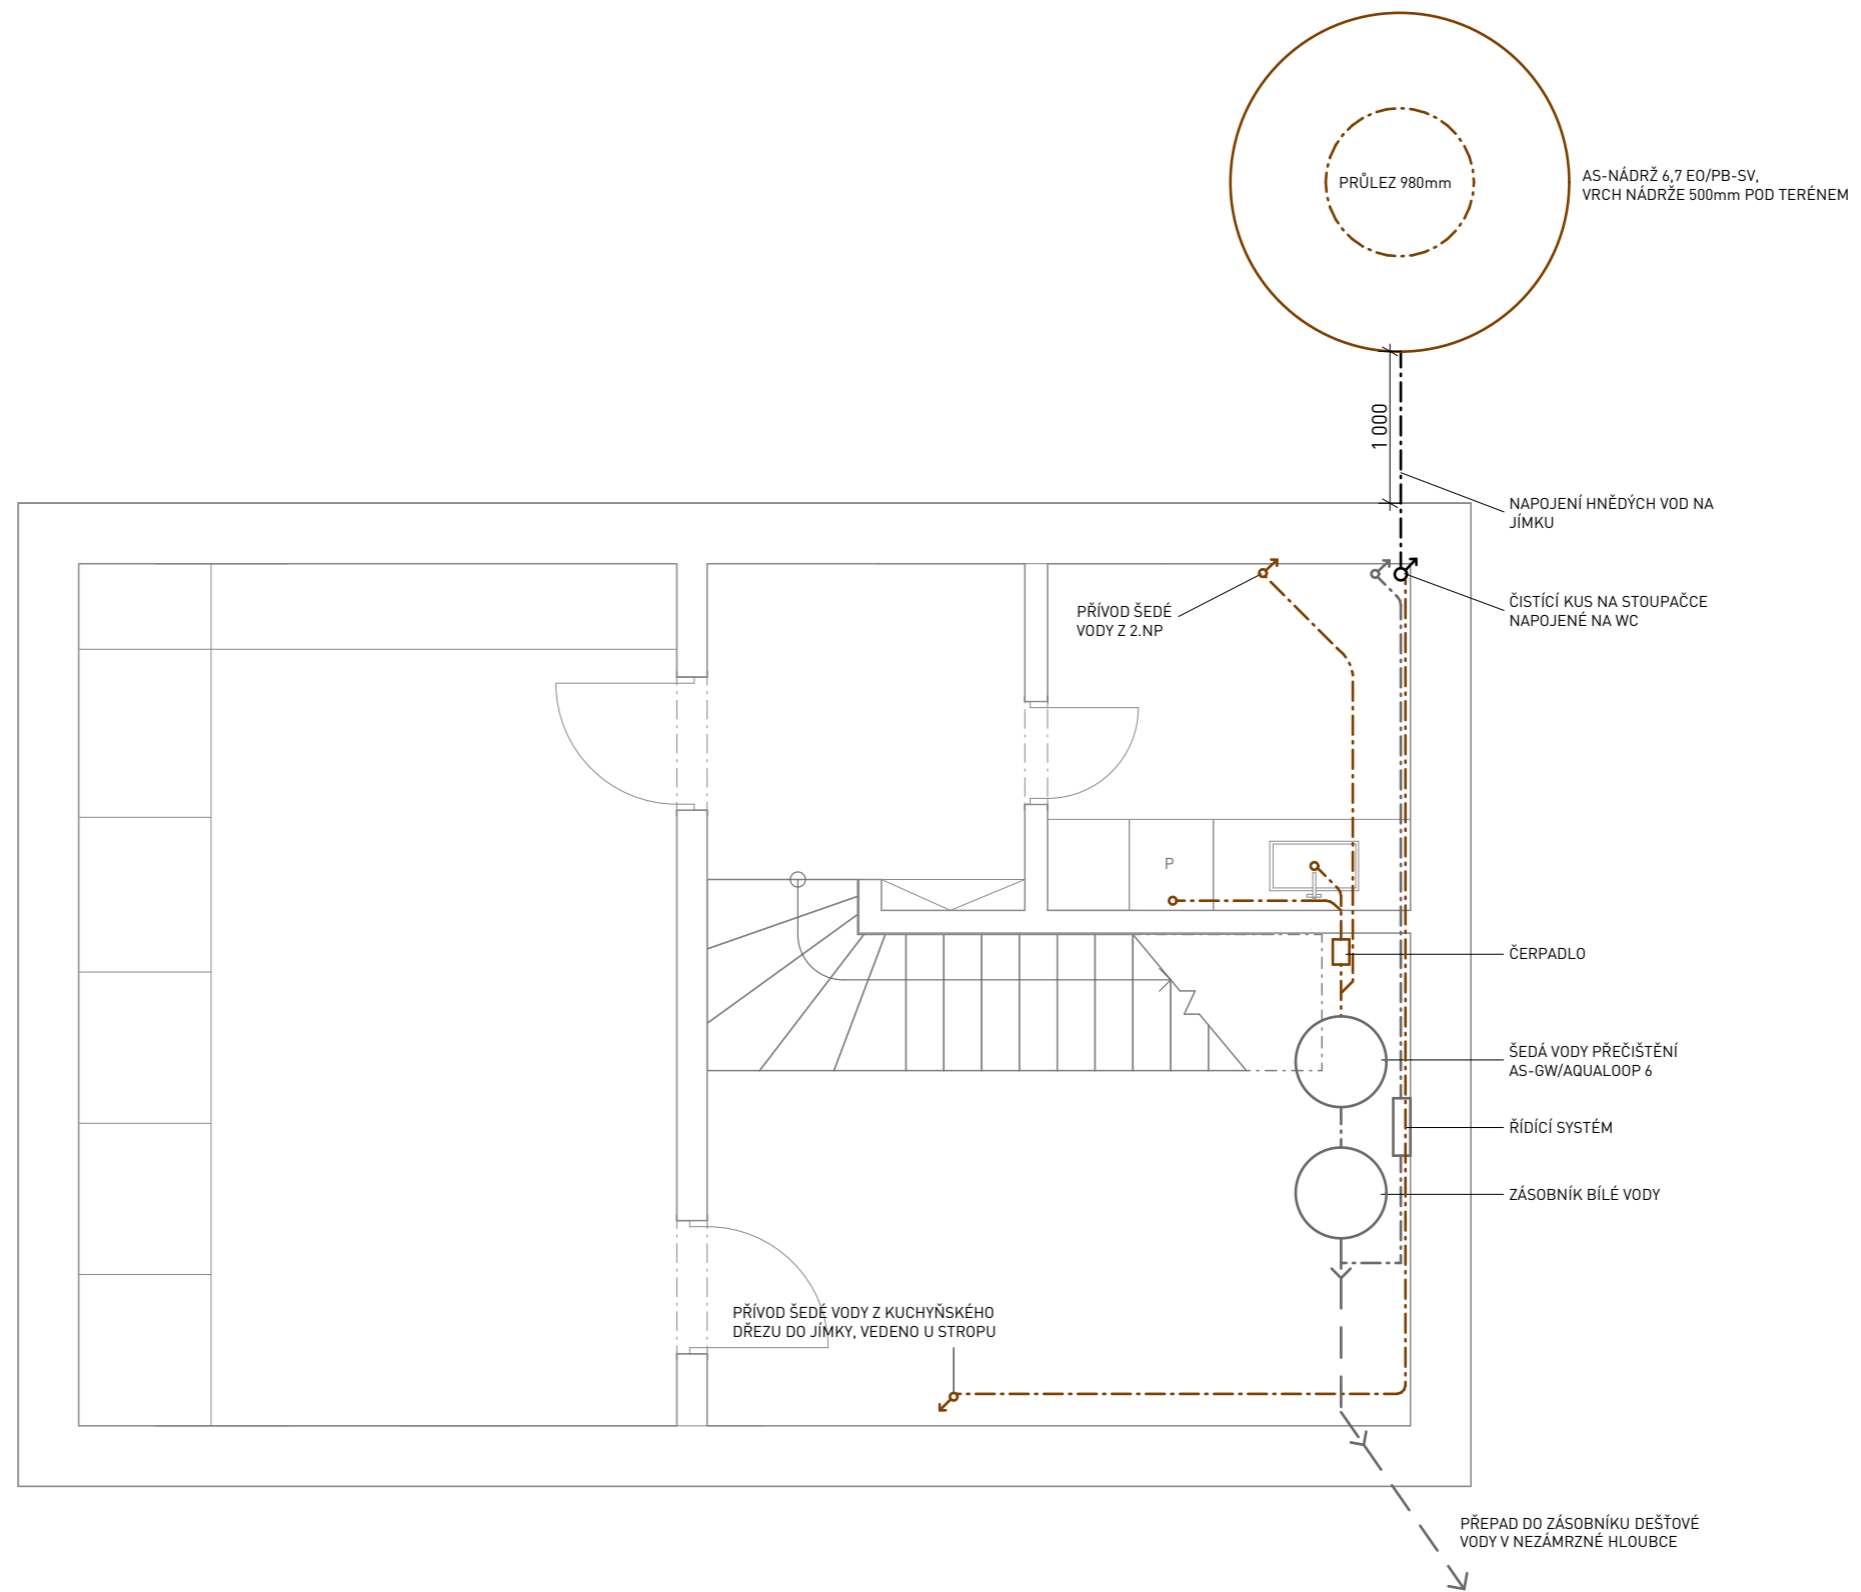 PRŮLEZ 980mm
AS-NÁDRŽ 6,7 EO/PB-SV,
VRCH NÁDRŽE 500mm POD TERÉNEM
1 000
NAPOJENÍ HNĚDÝCH VOD NA
JÍMKU
PŘÍVOD ŠEDÉ
VODY Z 2.NP
ČISTÍCÍ KUS NA STOUPAČCE
NAPOJENÉ NA WC
P
ČERPADLO
ŠEDÁ VODY PŘEČIŠTĚNÍ
AS-GW/AQUALOOP 6
ŘÍDÍCÍ SYSTÉM
ZÁSOBNÍK BÍLÉ VODY
PŘÍVOD ŠEDÉ VODY Z KUCHYŇSKÉHO
DŘEZU DO JÍMKY, VEDENO U STROPU
PŘEPAD DO ZÁSOBNÍKU DEŠŤOVÉ
VODY V NEZÁMRZNÉ HLOUBCE